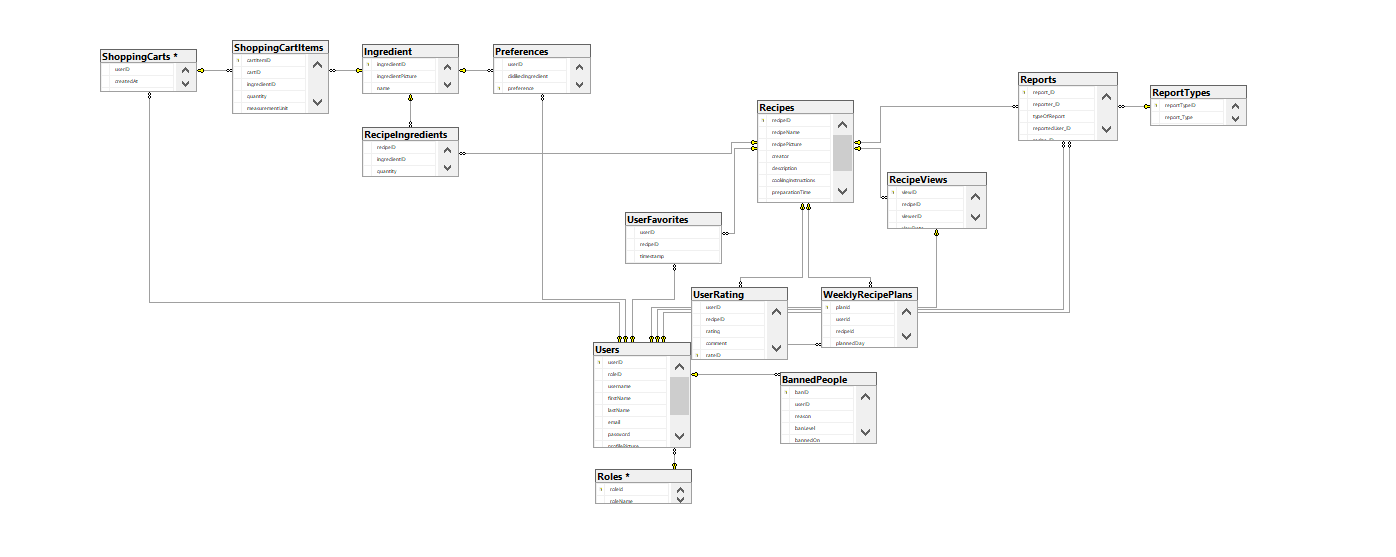 ShoppingCarts *
userID
createdAt
ShoppingCartItems
cartItemID
cartID
ingredientID
quantity
measurementUnit
Ingredient
ingredientID
ingredientPicture
name
Preferences
userID
dislikedIngredient
preference
RecipeIngredients
recipeID
ingredientID
quantity
Recipes
recipeID
recipeName
recipePicture
creator
description
cookingInstructions
preparationTime
Reports
report_ID
reporter_ID
typeOfReport
reportedUser_ID
ReportTypes
reportTypeID
report_Type
RecipeViews
viewID
recipeID
viewerID
UserFavorites
userID
recipeID
timestamp
UserRating
userID
recipeID
rating
comment
rateID
WeeklyRecipePlans
planId
userId
recipeId
plannedDay
Users
userID
roleID
username
firstName
lastName
email
password
profilePicture
BannedPeople
banID
userID
reason
banLevel
bannedOn
Roles *
roleId
roleName